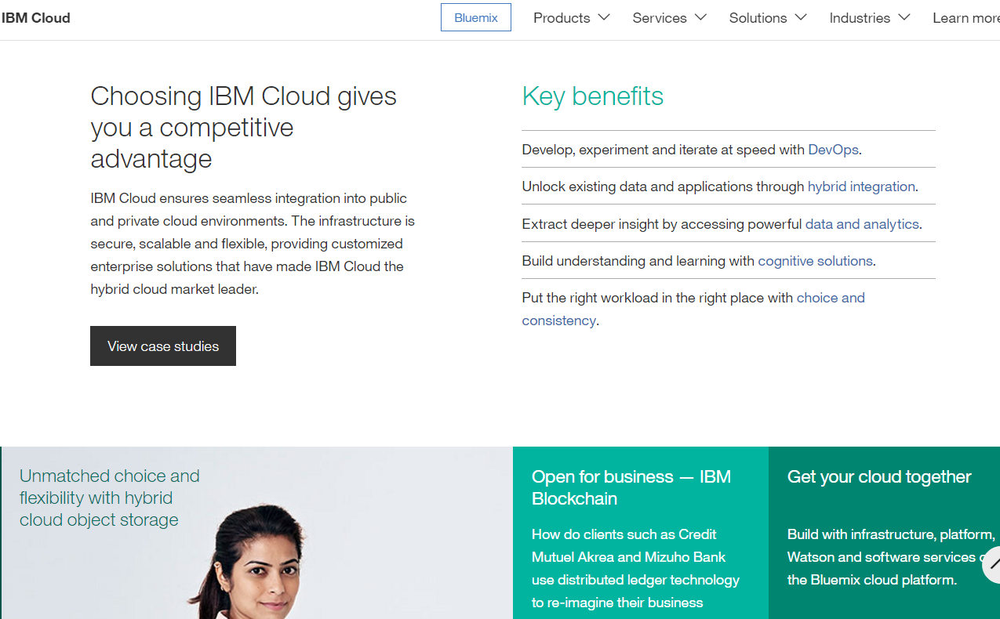 IBM Cloud
Bluemix
Products
Services
Solutions
Industries
Learn more
Choosing IBM Cloud gives
you a competitive
advantage
IBM Cloud ensures seamless integration into public
and private cloud environments. The infrastructure is
secure, scalable and flexible, providing customized
enterprise solutions that have made IBM Cloud the
hybrid cloud market leader.
View case studies
Key benefits
Develop, experiment and iterate at speed with DevOps.
Unlock existing data and applications through hybrid integration.
Extract deeper insight by accessing powerful data and analytics.
Build understanding and learning with cognitive solutions.
Put the right workload in the right place with choice and
consistency.
Unmatched choice and
flexibility with hybrid
cloud object storage
Open for business — IBM
Blockchain
How do clients such as Credit
Mutuel Akrea and Mizuho Bank
use distributed ledger technology
to re-imagine their business
Get your cloud together
Build with infrastructure, platform,
Watson and software services
the Bluemix cloud platform.